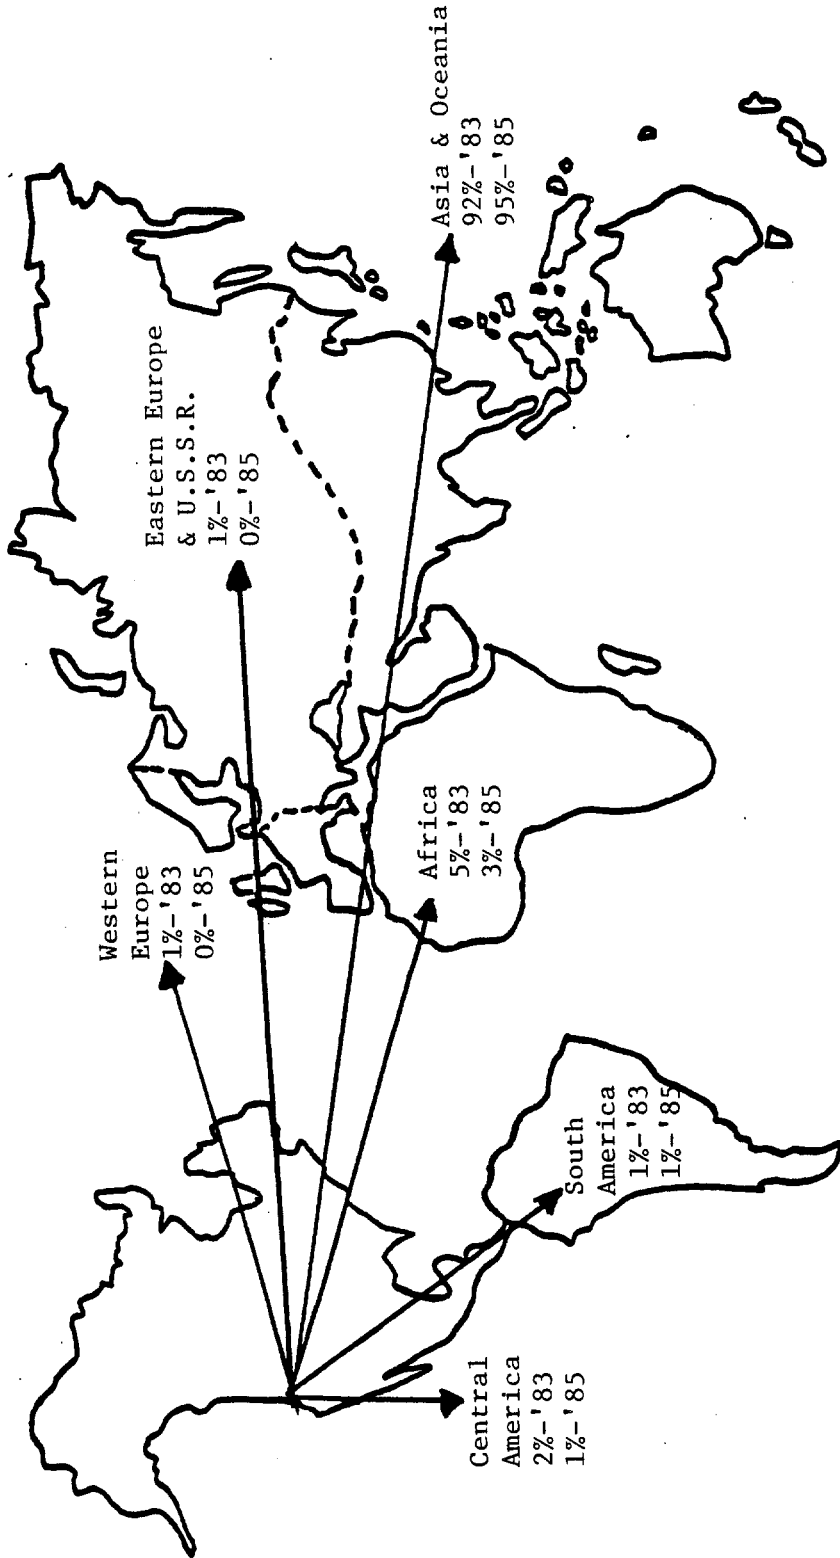 Western
Europe
1%-'83
0%-'85
Eastern Europe
& U.S.S.R.
1%-'83
0%-'85
Asia & Oceania
92%-'83
95%-'85
Africa
5%-'83
3%-'85
South
America
1%-'83
1%-'85
Central
America
2%-'83
1%-'85